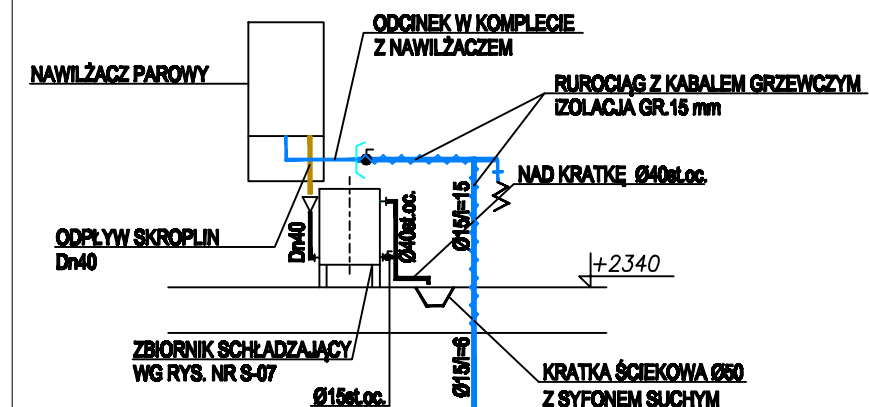 ODCINEK W KOMPLECIE
Z NAWILŻACZEM
NAWILŻACZ PAROWY
RUROCIĄG Z KABALEM GRZEWCZYM
IZOLACJA GR.15 mm
NAD KRATKĘ Ø40st.oc.
Ø15/l=15
Ø40st.oc.
Dn40
ODPŁYW SKROPLIN
Dn40
+2340
ZBIORNIK SCHŁADZAJĄCY
WG RYS. NR S-07
Ø15st.oc.
Ø15/l=6
KRATKA ŚCIEKOWA Ø50
Z SYFONEM SUCHYM